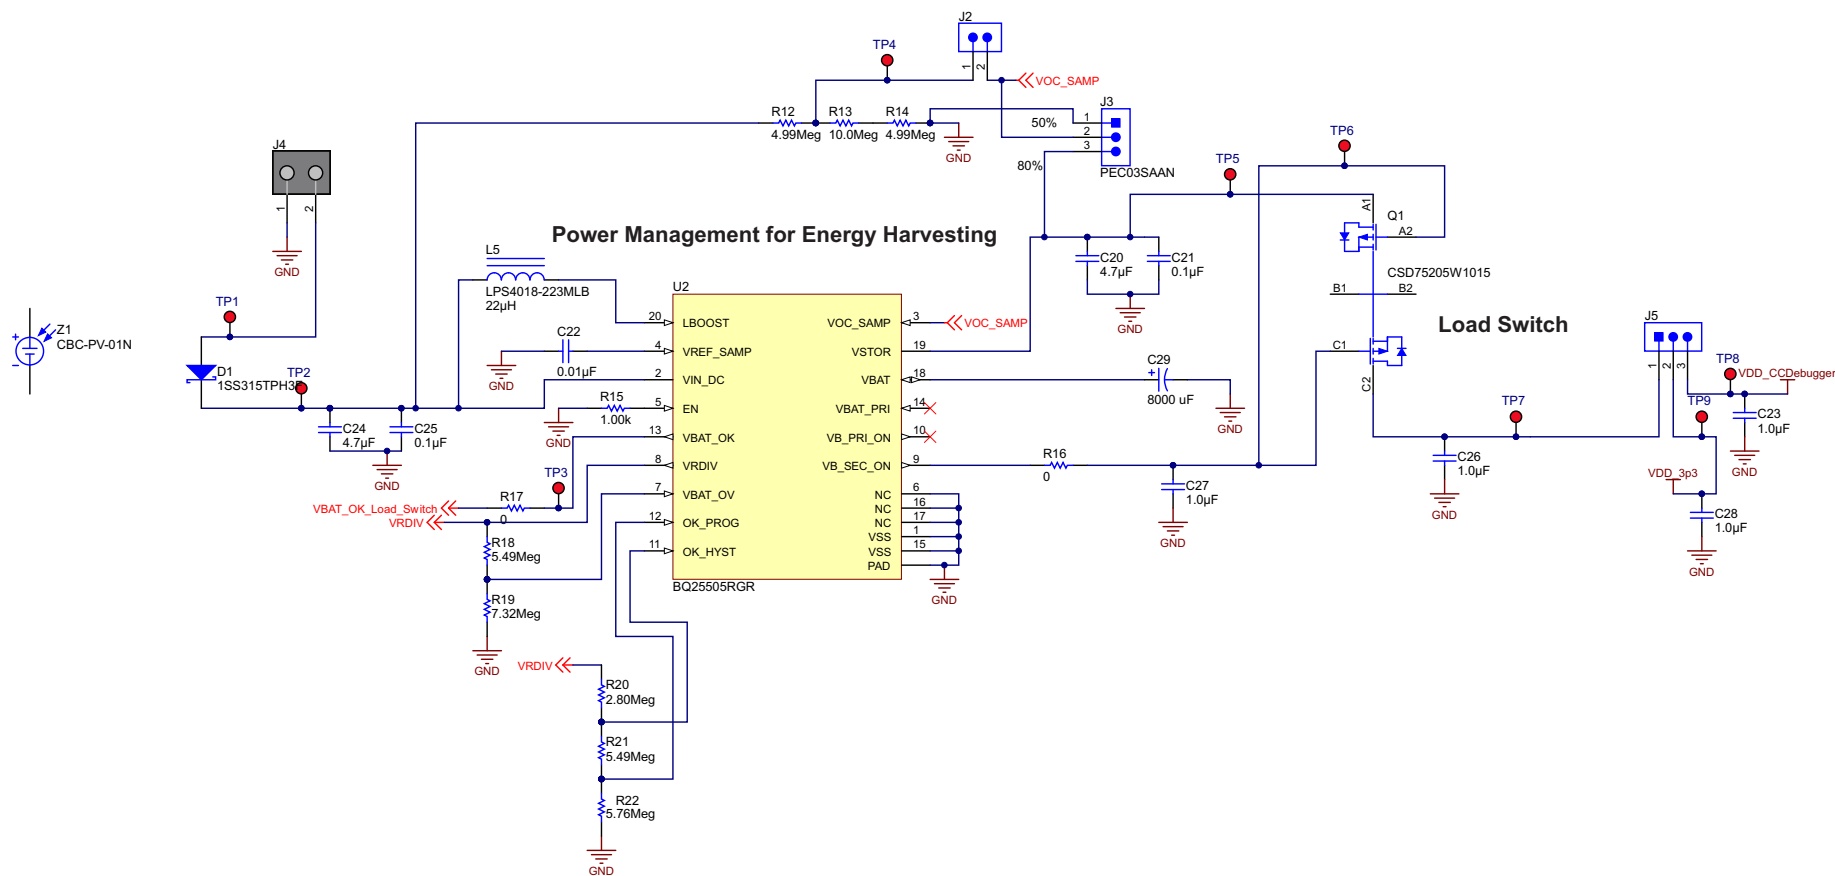 J2
1
2
TP4
VOC_SAMP
R12
4.99Meg
R13
10.0Meg
R14
4.99Meg
GND
J3
50%
1
2
3
80%
PEC03SAAN
J4
1
2
GND
TP5
TP6
A1
Q1
A2
CSD75205W1015
B1
B2
C1
C2
Power Management for Energy Harvesting
Load Switch
L5
LPS4018-223MLB
22µH
C20
4.7µF
C21
0.1µF
GND
TP1
Z1
CBC-PV-01N
+
-
D1
TP2
C24
4.7µF
C25
0.1µF
GND
C22
0.01µF
GND
R15
1.00k
GND
U2
20
LBOOST
4
VREF_SAMP
2
VIN_DC
5
EN
13
VBAT_OK
8
VRDIV
7
VBAT_OV
12
OK_PROG
11
OK_HYST
VOC_SAMP
3
VOC_SAMP
VSTOR
19
VBAT
18
VBAT_PRI
14
VB_PRI_ON
10
VB_SEC_ON
9
NC
6
NC
16
NC
17
VSS
1
VSS
15
PAD
BQ25505RGR
GND
C29
+
8000 uF
GND
R16
0
C27
1.0µF
GND
TP3
R17
0
VBAT_OK_Load_Switch
VRDIV
R18
5.49Meg
R19
7.32Meg
GND
VRDIV
R20
2.80Meg
R21
5.49Meg
R22
5.76Meg
GND
J5
1
2
3
TP8
VDD_CCDebugger
TP9
C23
1.0µF
GND
TP7
C26
1.0µF
GND
VDD_3p3
C28
1.0µF
GND